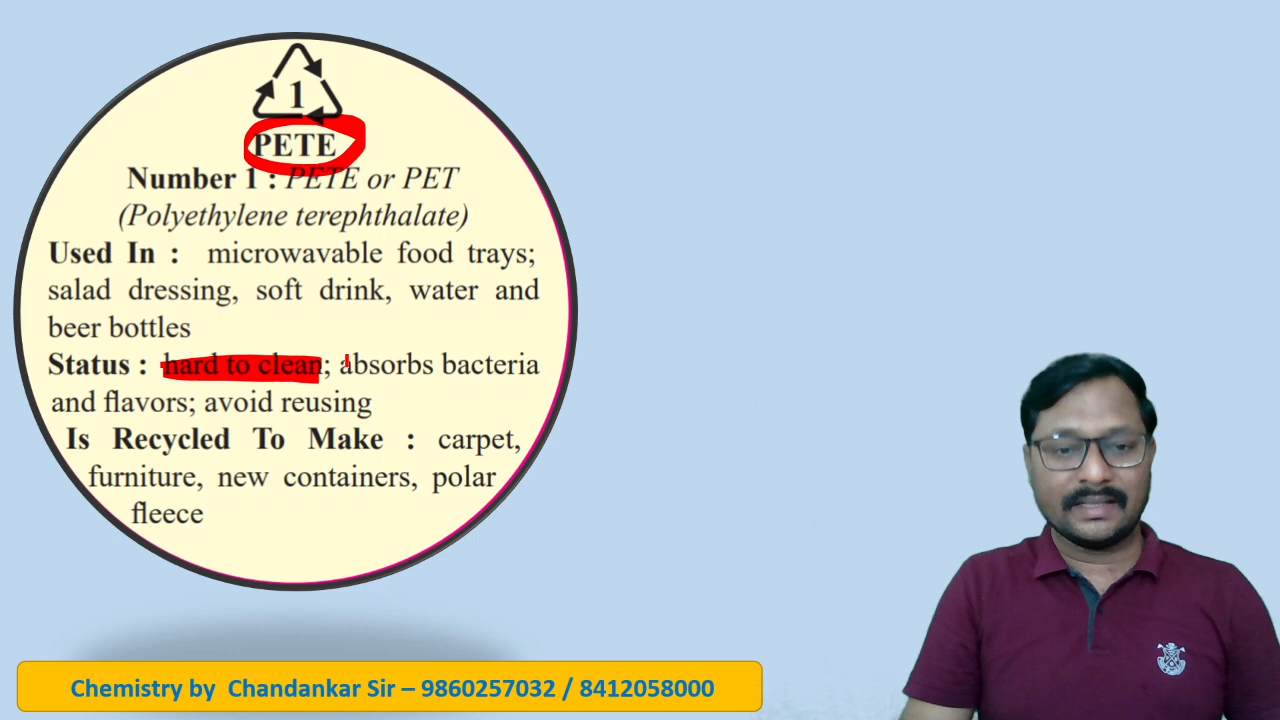 1
PETE
Number 1 : PETE or PET
(Polyethylene terephthalate)
Used In : microwavable food trays;
salad dressing, soft drink, water and
beer bottles
Status : hard to clean; absorbs bacteria
and flavors; avoid reusing
Is Recycled To Make : carpet,
furniture, new containers, polar
fleece
Chemistry by Chandankar Sir – 9860257032 / 8412058000